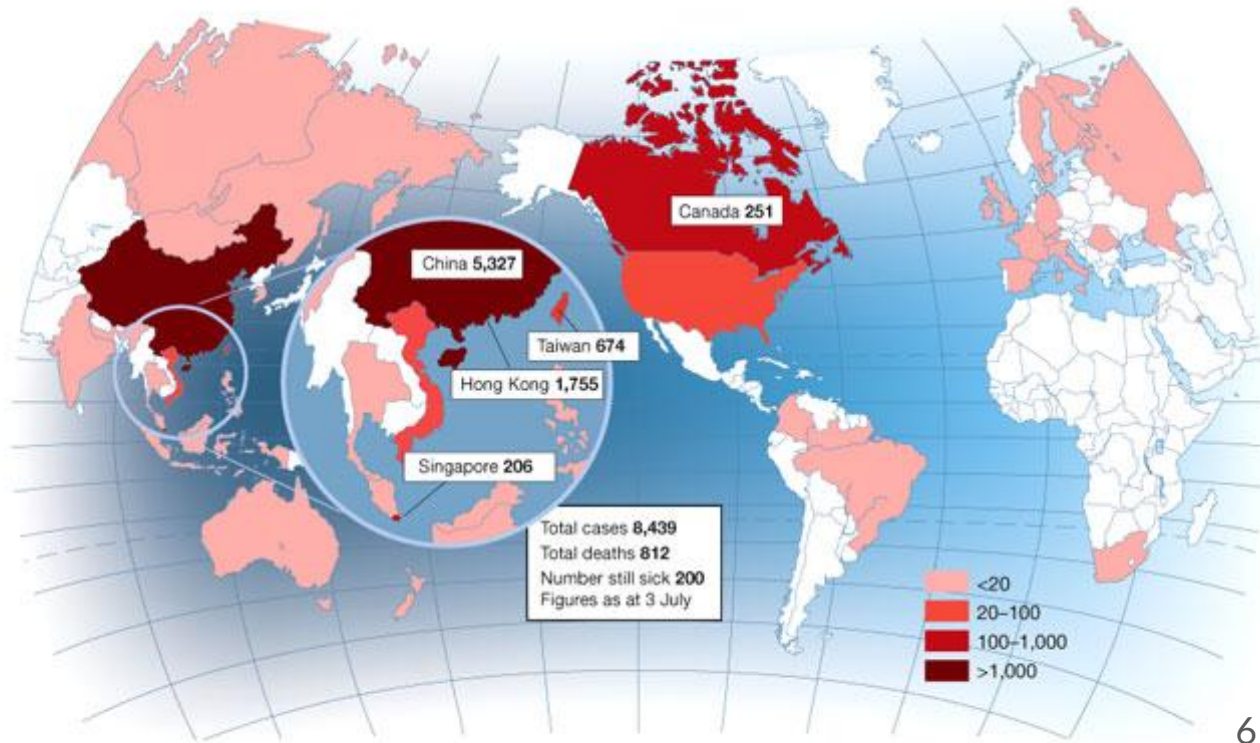 Canada 251
China 5,327
Taiwan 674
Hong Kong 1,755
Singapore 206
Total cases 8,439
Total deaths 812
Number still sick 200
Figures as at 3 July
<20
20–100
100–1,000
>1,000
6